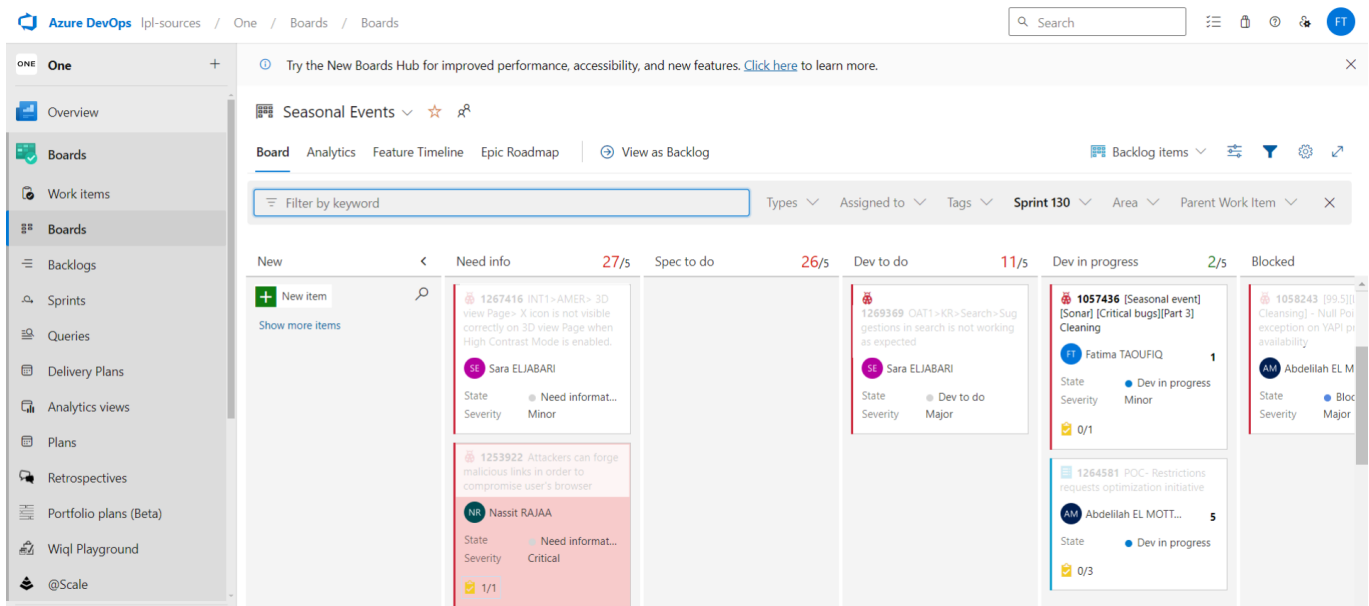 Azure DevOps lpl-sources / One / Boards / Boards
Search
FT
ONE One +
Try the New Boards Hub for improved performance, accessibility, and new features. Click here to learn more.
Overview
Boards
Work items
Boards
Backlogs
Sprints
Queries
Delivery Plans
Analytics views
Plans
Retrospectives
Portfolio plans (Beta)
Wiql Playground
@Scale
Seasonal Events
Board Analytics Feature Timeline Epic Roadmap View as Backlog
Backlog items
Filter by keyword
Types Assigned to Tags Sprint 130 Area Parent Work Item
New
New item
Show more items
Need info 27/5
1267416 INT1>AMER> 3D
view Page> X icon is not visible
correctly on 3D view Page when
High Contrast Mode is enabled.
SE Sara ELJABARI
State Need informat...
Severity Minor
1253922 Attackers can forge
malicious links in order to
compromise user's browser
NR Nassit RAJAA
State Need informat...
Severity Critical
1/1
Spec to do 26/5
Dev to do 11/5
1269369 OAT1>KR>Search>Sug
gestions in search is not working
as expected
SE Sara ELJABARI
State Dev to do
Severity Major
Dev in progress 2/5
1057436 [Seasonal event]
[Sonar] [Critical bugs][Part 3]
Cleaning
FT Fatima TAOUFIQ 1
State Dev in progress
Severity Minor
0/1
1264581 POC- Restrictions
requests optimization initiative
AM Abdelilah EL MOTT... 5
State Dev in progress
0/3
Blocked
1058243 [99.5][
Cleansing] - Null Poi
exception on YAPI pi
availability
AM Abdelilah EL M
State Bloc
Severity Major